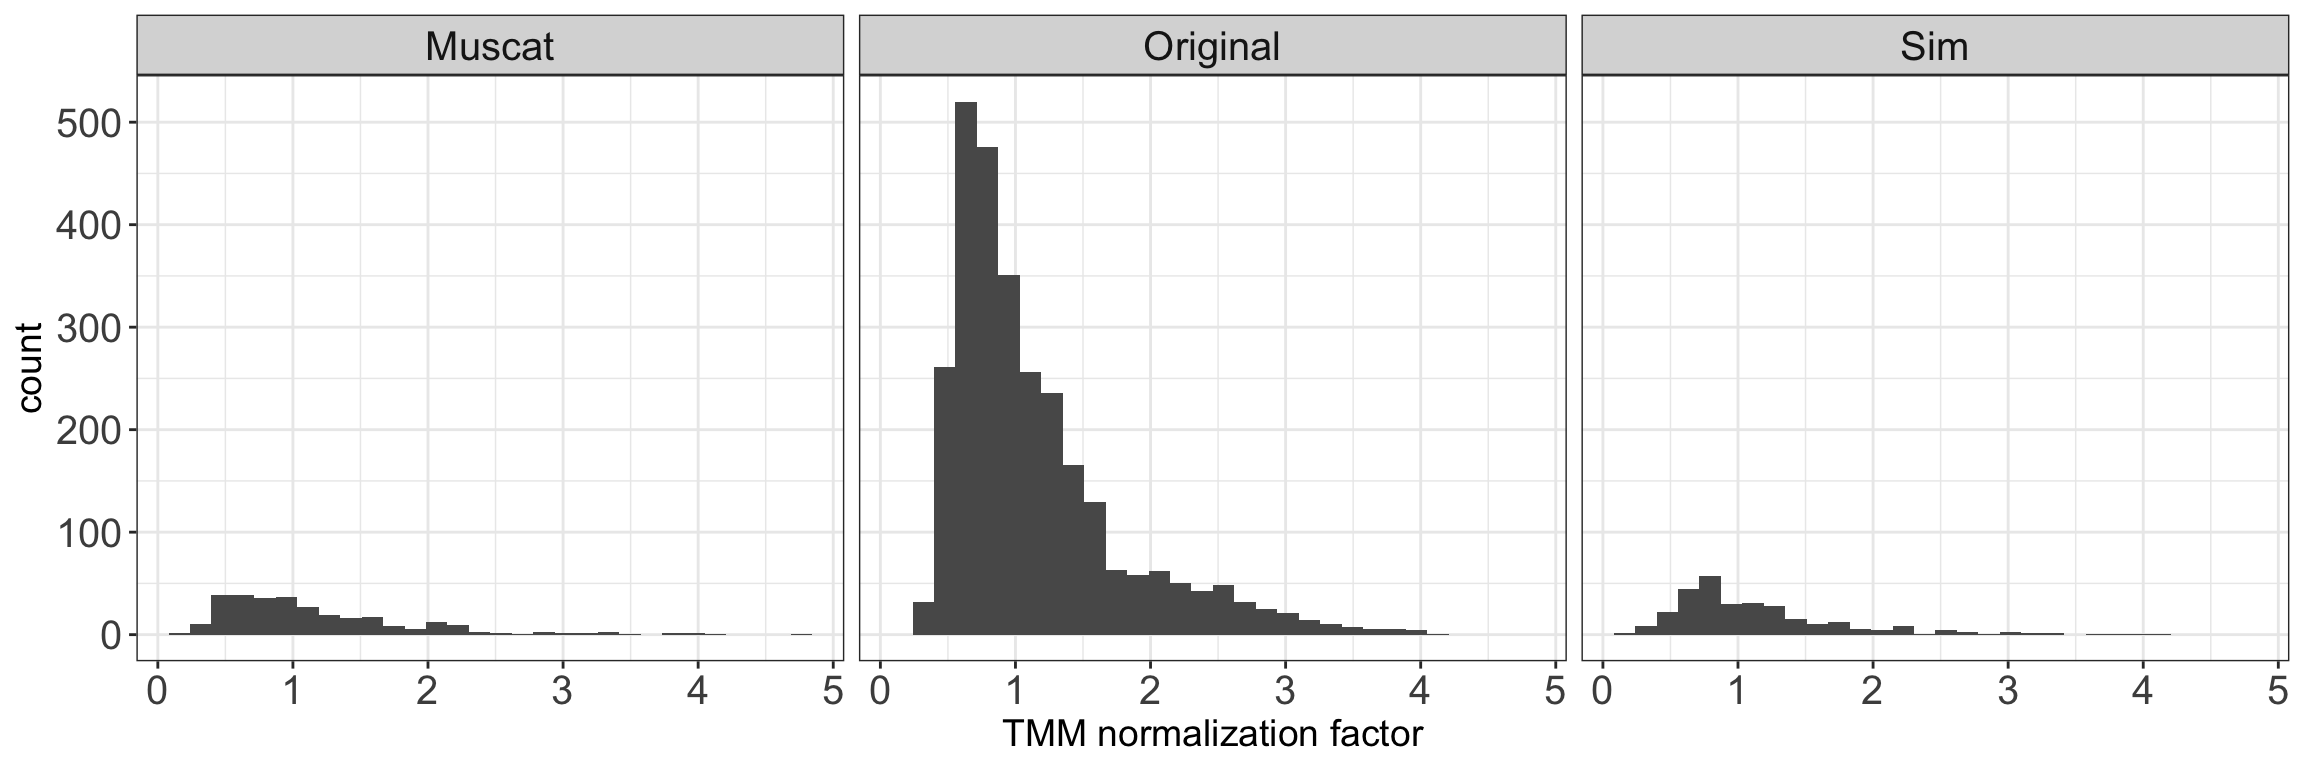 Muscat Original Sim
count
500
400
300
200
100
0
0 1 2 3 4 5 0 1 2 3 4 5 0 1 2 3 4 5
TMM normalization factor